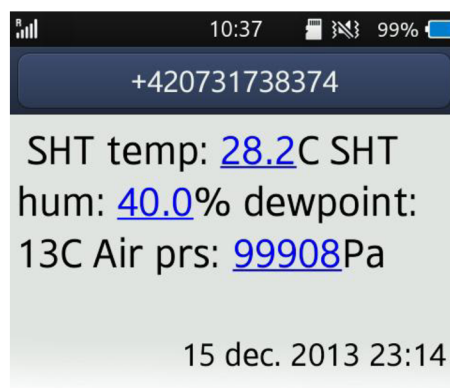 R
10:37 99%
+420731738374
SHT temp: 28.2C SHT
hum: 40.0% dewpoint:
13C Air prs: 99908Pa
15 dec. 2013 23:14